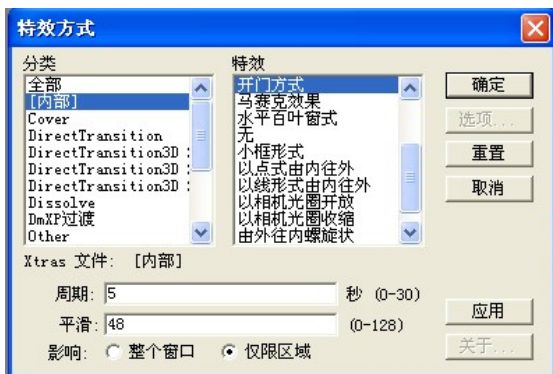 特效方式
分类
特效
全部
[内部]
Cover
DirectTransition
DirectTransition3D
DirectTransition3D
DirectTransition3D
Dissolve
DmXP过渡
Other
开门方式
马赛克效果
水平百叶窗式
无
小框形式
以点式由内往外
以线形式由内往外
以相机光圈开放
以相机光圈收缩
由外往内螺旋状
确定
选项...
重置
取消
Xtras 文件: [内部]
周期: 5 秒 (0-30)
平滑: 48 (0-128)
影响: 整个窗口 仅限区域
应用
关于...